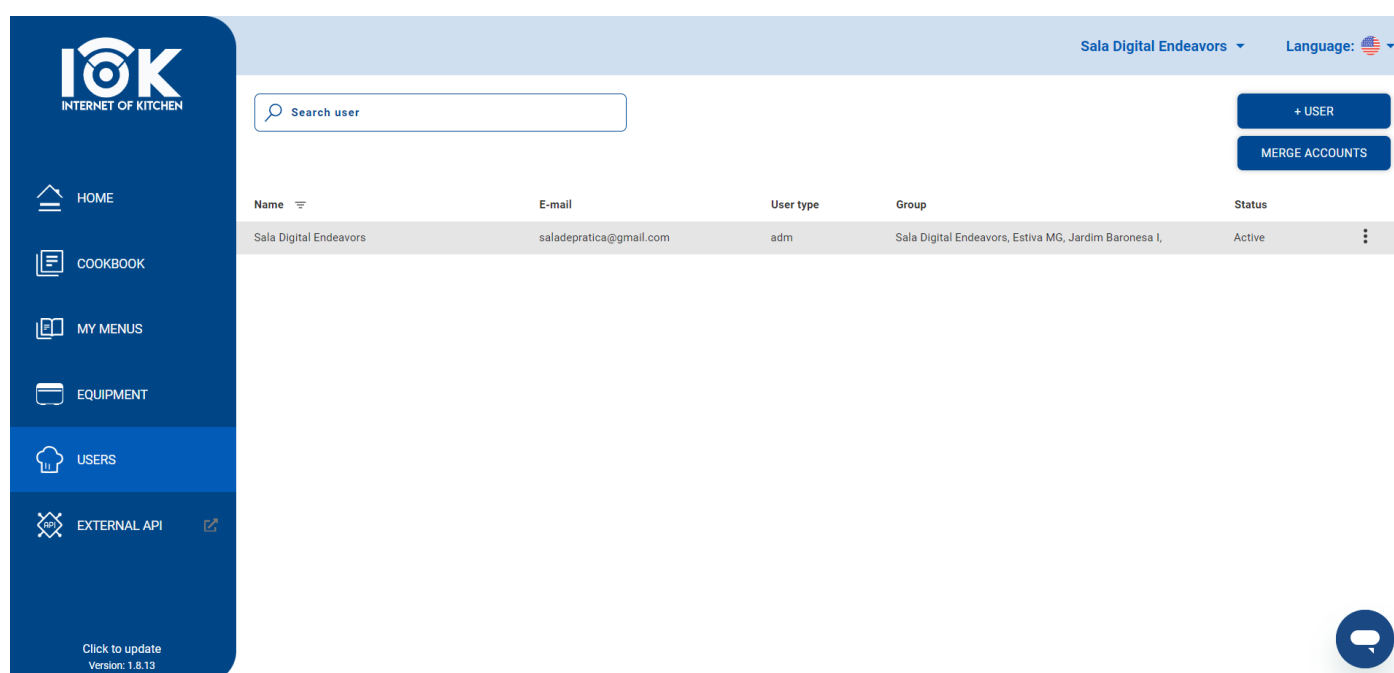 IOK
INTERNET OF KITCHEN
Sala Digital Endeavors
Language:
Search user
+ USER
MERGE ACCOUNTS
HOME
COOKBOOK
MY MENUS
EQUIPMENT
USERS
API
EXTERNAL API
Name E-mail User type Group Status
Sala Digital Endeavors saladepratica@gmail.com adm Sala Digital Endeavors, Estiva MG, Jardim Baronesa I, Active
Click to update
Version: 1.8.13